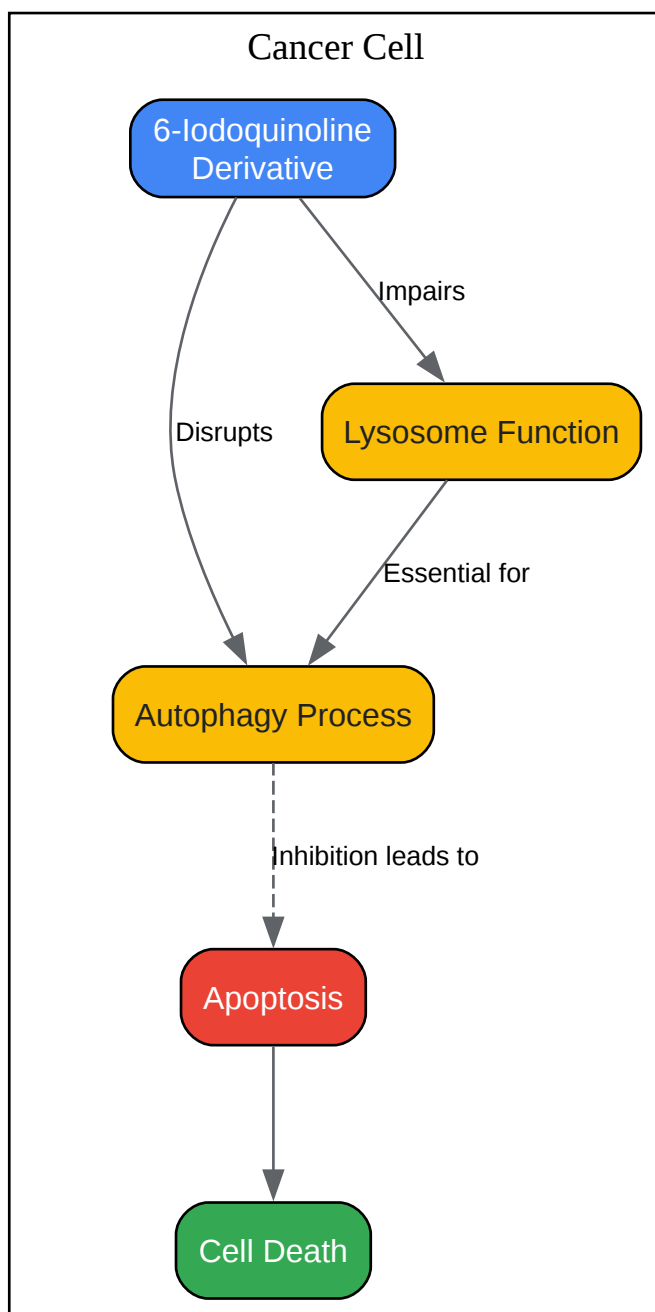 Cancer Cell
6-Iodoquinoline
Derivative
Impairs
Lysosome Function
Disrupts
Essential for
Autophagy Process
Inhibition leads to
Apoptosis
Cell Death